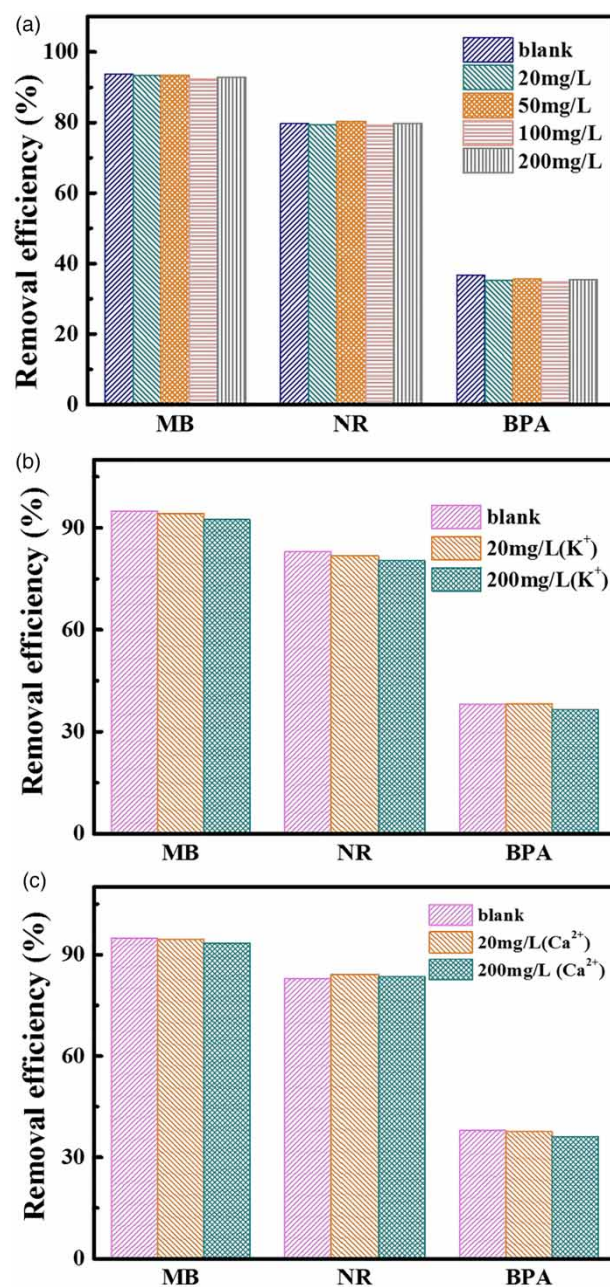 (a)
100
80
60
40
20
0
Removal efficiency (%)
blank
20mg/L
50mg/L
100mg/L
200mg/L
MB NR BPA
(b)
90
60
30
0
Removal efficiency (%)
blank
20mg/L(K⁺)
200mg/L(K⁺)
MB NR BPA
(c)
90
60
30
0
Removal efficiency (%)
blank
20mg/L(Ca²⁺)
200mg/L (Ca²⁺)
MB NR BPA